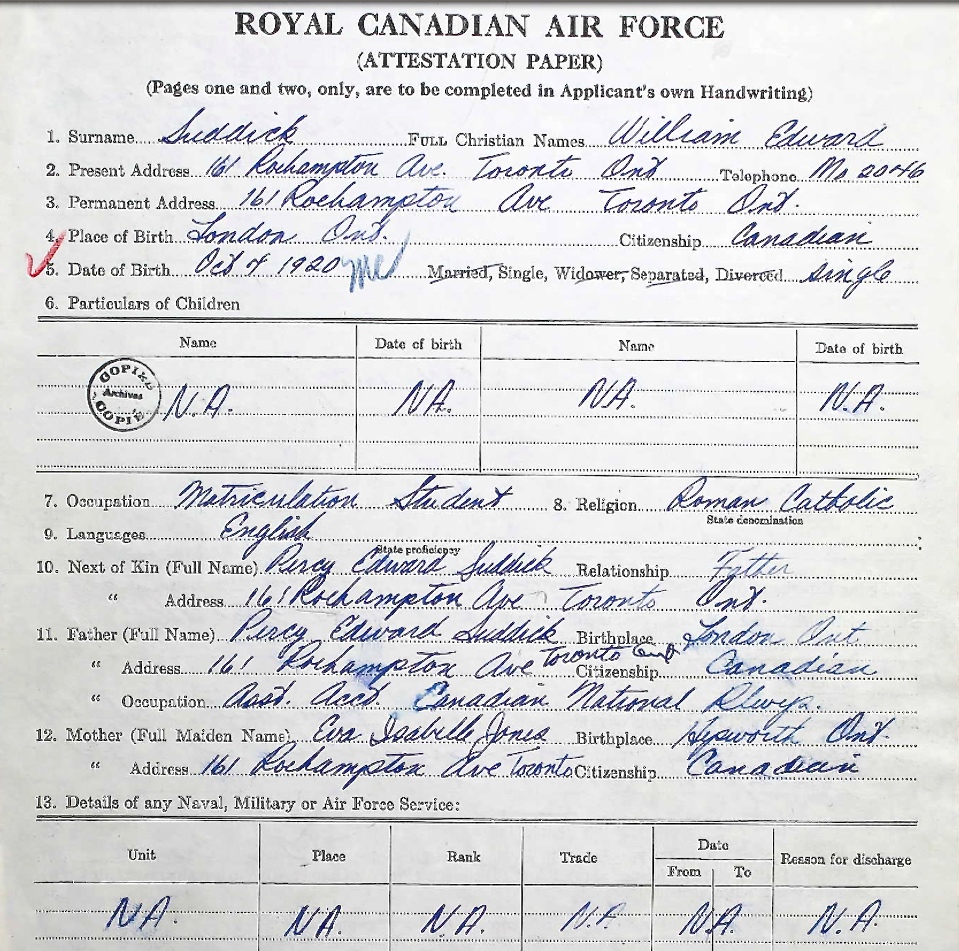 ROYAL CANADIAN AIR FORCE
(ATTESTATION PAPER)
(Pages one and two, only, are to be completed in Applicant's own Handwriting)
1. Surname Suddick FULL Christian Names William Edward
2. Present Address 161 Roehampton Ave Toronto Ont Telephone Mo 2046
3. Permanent Address 161 Roehampton Ave Toronto Ont.
4. Place of Birth London Ont. Citizenship Canadian
5. Date of Birth Oct 1920 Married, Single, Widower, Separated, Divorced single
6. Particulars of Children
Name Date of birth Name Date of birth
COPIED Archives COPIE
N.A. N.A. N.A. N.A.
7. Occupation Matriculation Student 8. Religion Roman Catholic
State denomination
9. Languages English
State proficiency
10. Next of Kin (Full Name) Percy Edward Suddick Relationship Father
" Address 161 Roehampton Ave Toronto Ont.
11. Father (Full Name) Percy Edward Suddick Birthplace London Ont
" Address 161 Roehampton Ave Toronto Ont Citizenship Canadian
" Occupation Asst. Acct. Canadian National Rlwys.
12. Mother (Full Maiden Name) Eva Isabelle Jones Birthplace Hepworth Ont.
" Address 161 Roehampton Ave Toronto Citizenship Canadian
13. Details of any Naval, Military or Air Force Service:
Unit Place Rank Trade Date Reason for discharge
From To
N.A. N.A. N.A. N.A. N.A. N.A.